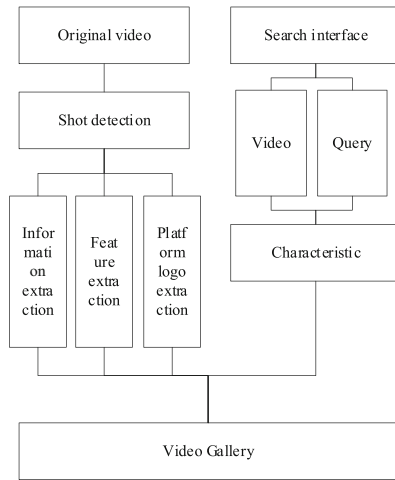 Original video
Search interface
Shot detection
Video
Query
Infor
mati
on
extra
ction
Feat
ure
extra
ction
Platf
orm
logo
extra
ction
Characteristic
Video Gallery